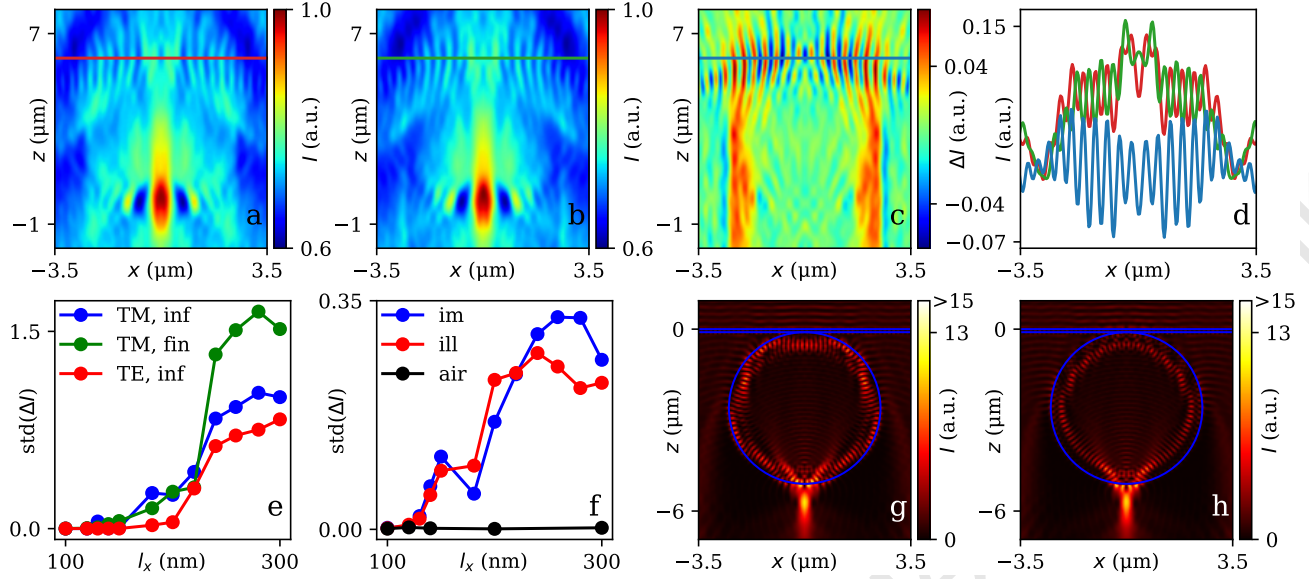 7
−1
z (μm)
−3.5
3.5
x (μm)
a
1.0
0.6
I (a.u.)
7
−1
z (μm)
−3.5
3.5
x (μm)
b
1.0
0.6
I (a.u.)
7
−1
z (μm)
−3.5
3.5
x (μm)
c
0.04
−0.04
ΔI (a.u.)
0.15
−0.07
I (a.u.)
−3.5
3.5
x (μm)
d
1.5
0.0
std(ΔI)
TM, inf
TM, fin
TE, inf
e
100
300
l_x (nm)
0.35
0.00
std(ΔI)
im
ill
air
f
100
300
l_x (nm)
0
−6
z (μm)
−3.5
3.5
x (μm)
g
>15
13
0
I (a.u.)
0
−6
z (μm)
−3.5
3.5
x (μm)
h
>15
13
0
I (a.u.)